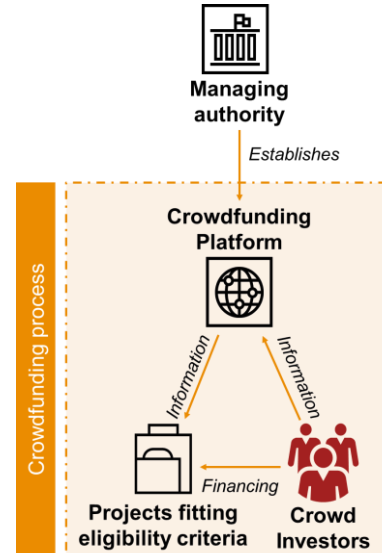 Managing
authority
Establishes
Crowdfunding process
Crowdfunding
Platform
Information
Information
Financing
Projects fitting
eligibility criteria
Crowd
Investors